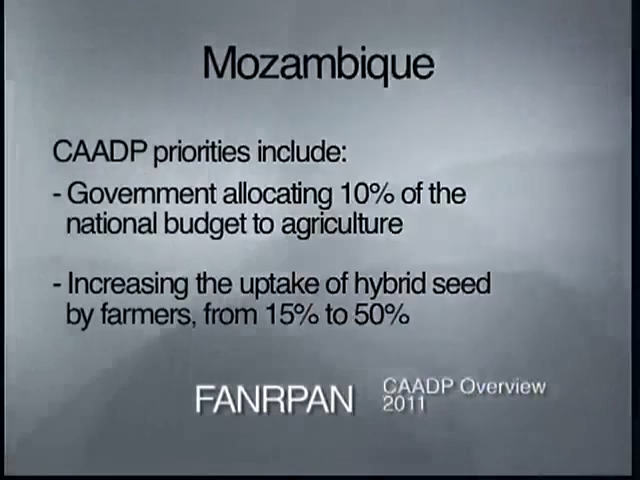 Mozambique
CAADP priorities include:
- Government allocating 10% of the
national budget to agriculture
- Increasing the uptake of hybrid seed
by farmers, from 15% to 50%
FANRPAN
CAADP Overview
2011